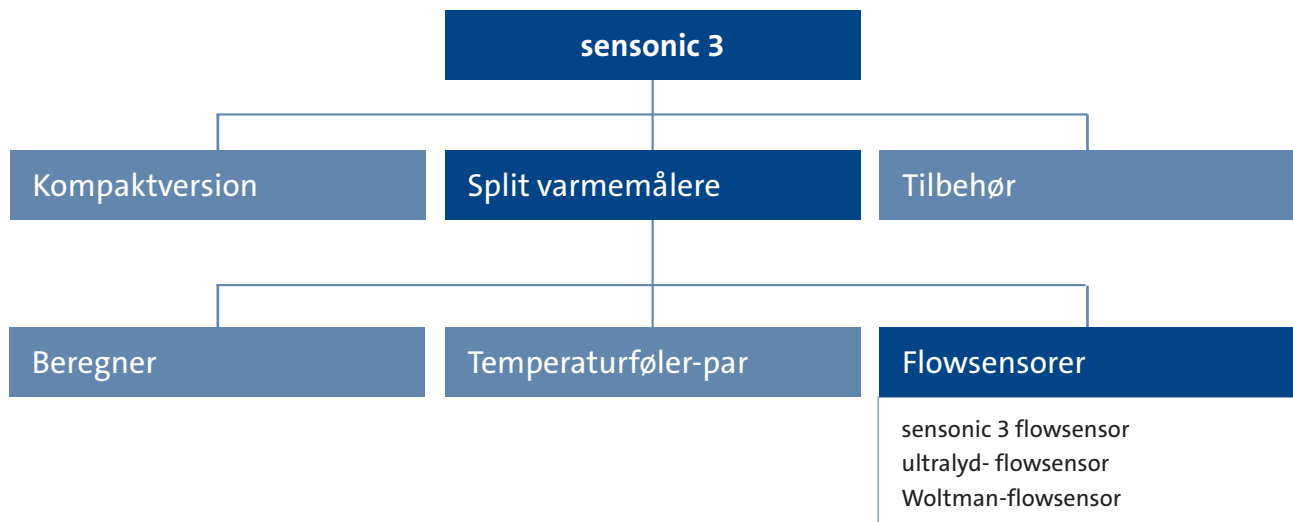 sensonic 3
Kompaktversion
Split varmemålere
Tilbehør
Beregner
Temperaturføler-par
Flowsensorer
sensonic 3 flowsensor
ultralyd- flowsensor
Woltman-flowsensor